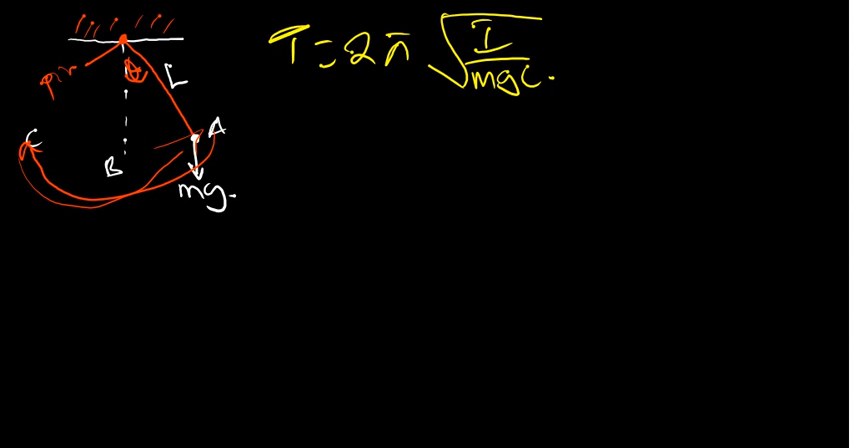 T = 2π √(I/mgL)
θ
L
A
B
C
mg.